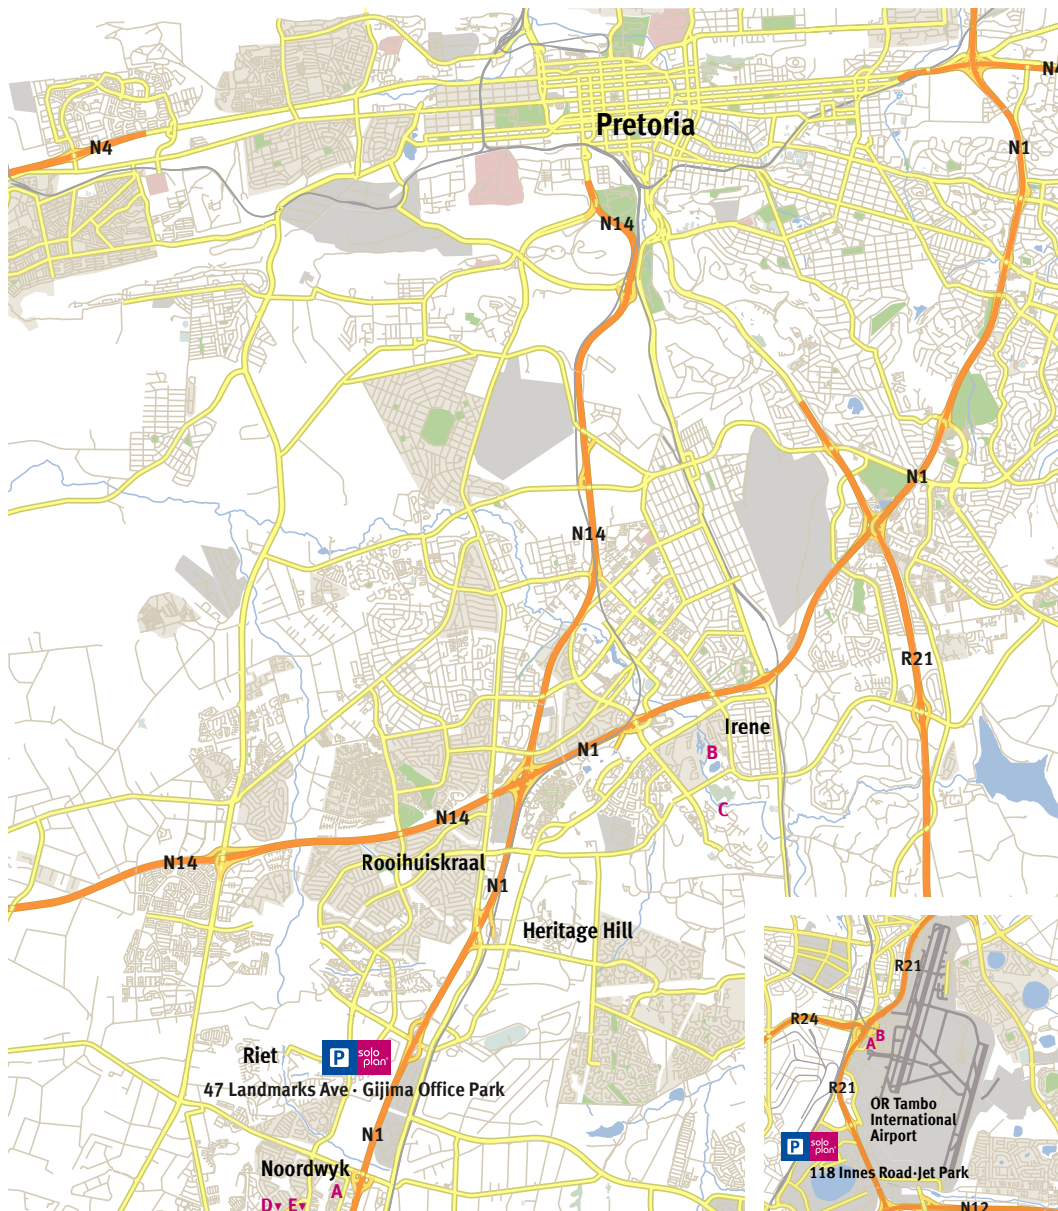 N4
Pretoria
N4
N1
N14
N1
N14
R21
Irene
B
N1
C
N14
N14
Rooihuiskraal
N1
Heritage Hill
R21
R24
B
A
R21
OR Tambo
International
Airport
P solo plan®
118 Innes Road·Jet Park
N12
Riet
P solo plan®
47 Landmarks Ave · Gijima Office Park
N1
Noordwyk
A
D▾ E▾